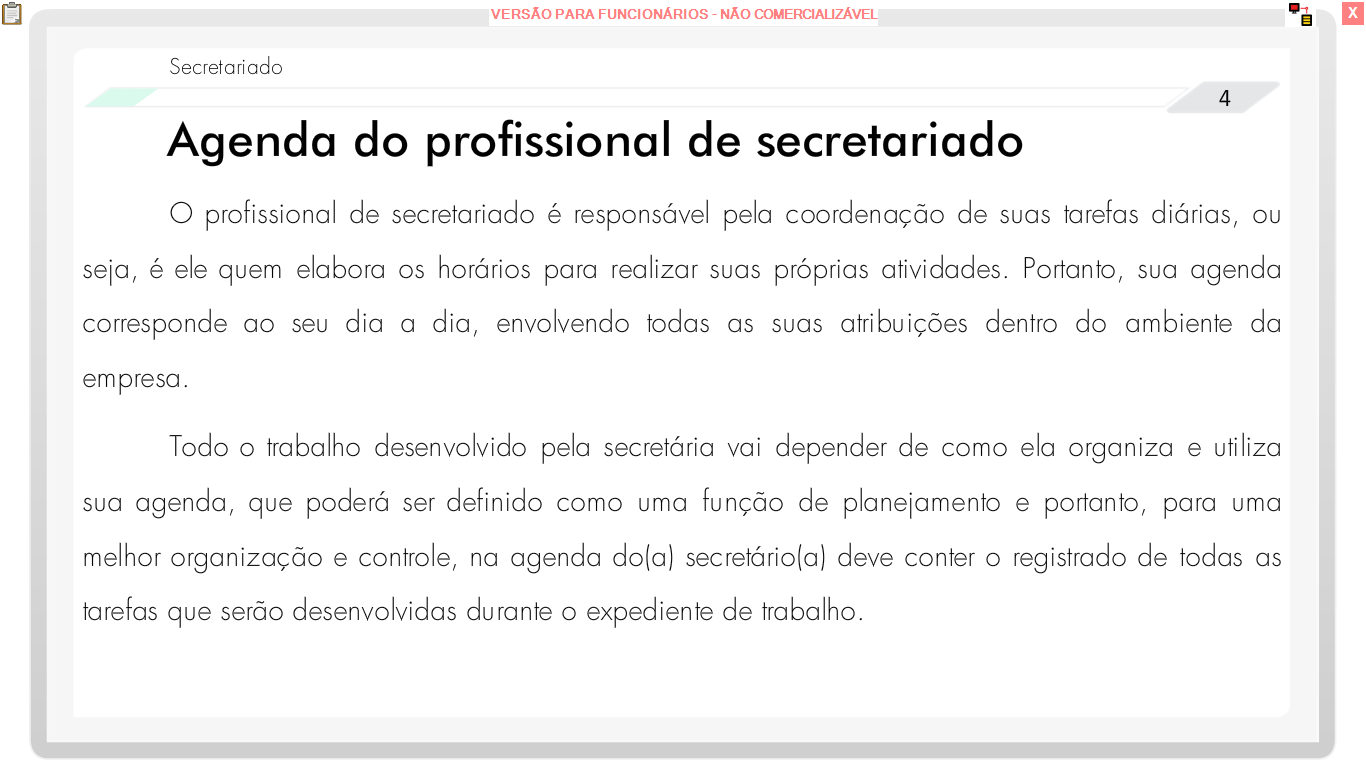 VERSÃO PARA FUNCIONÁRIOS - NÃO COMERCIALIZÁVEL
X
Secretariado
4
Agenda do profissional de secretariado
O profissional de secretariado é responsável pela coordenação de suas tarefas diárias, ou
seja, é ele quem elabora os horários para realizar suas próprias atividades. Portanto, sua agenda
corresponde ao seu dia a dia, envolvendo todas as suas atribuições dentro do ambiente da
empresa.
Todo o trabalho desenvolvido pela secretária vai depender de como ela organiza e utiliza
sua agenda, que poderá ser definido como uma função de planejamento e portanto, para uma
melhor organização e controle, na agenda do(a) secretário(a) deve conter o registrado de todas as
tarefas que serão desenvolvidas durante o expediente de trabalho.